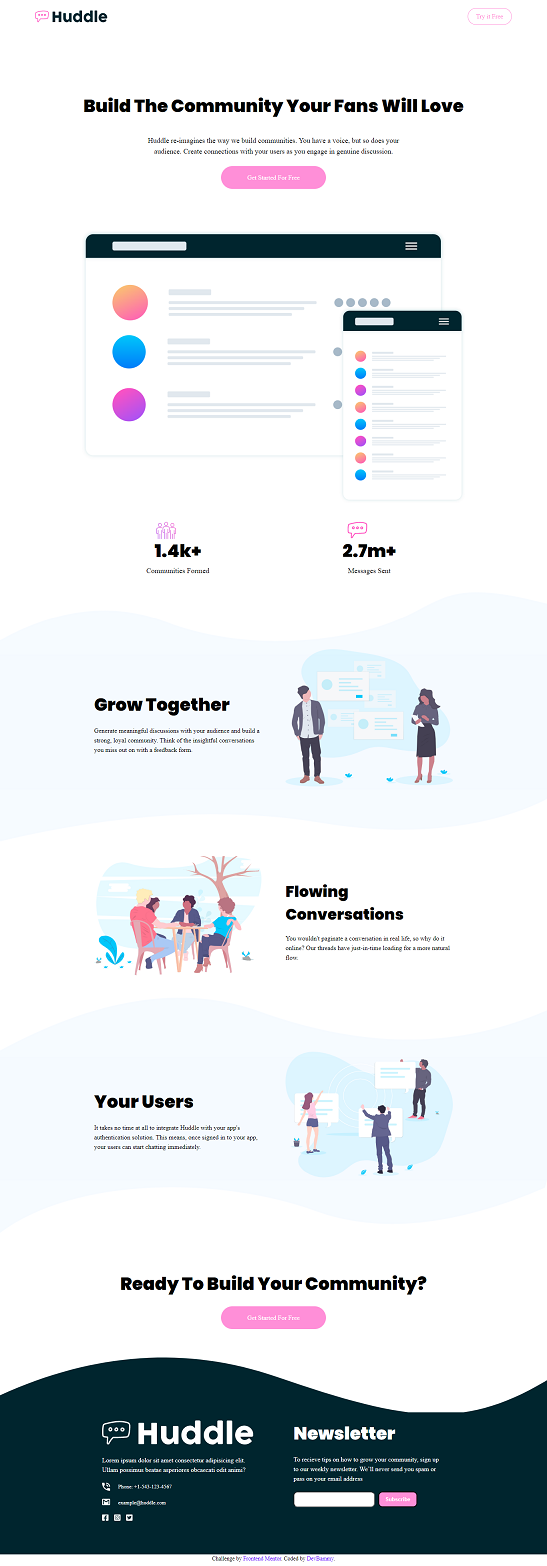 Huddle
Try it Free
Build The Community Your Fans Will Love
Huddle re-imagines the way we build communities. You have a voice, but so does your
audience. Create connections with your users as you engage in genuine discussion.
Get Started For Free
1.4k+
Communities Formed
2.7m+
Messages Sent
Grow Together
Generate meaningful discussions with your audience and build a
strong, loyal community. Think of the insightful conversations
you miss out on with a feedback form.
Flowing
Conversations
You wouldn't paginate a conversation in real life, so why do it
online? Our threads have just-in-time loading for a more natural
flow.
Your Users
It takes no time at all to integrate Huddle with your app's
authentication solution. This means, once signed in to your app,
your users can start chatting immediately.
Ready To Build Your Community?
Get Started For Free
Huddle
Lorem ipsum dolor sit amet consectetur adipisicing elit.
Ullam possimus beatae asperiores obcaecati odit animi?
Phone: +1-543-123-4567
example@huddle.com
Newsletter
To recieve tips on how to grow your community, sign up
to our weekly newsletter. We'll never send you spam or
pass on your email address
Subscribe
Challenge by Frontend Mentor. Coded by DevSammy.